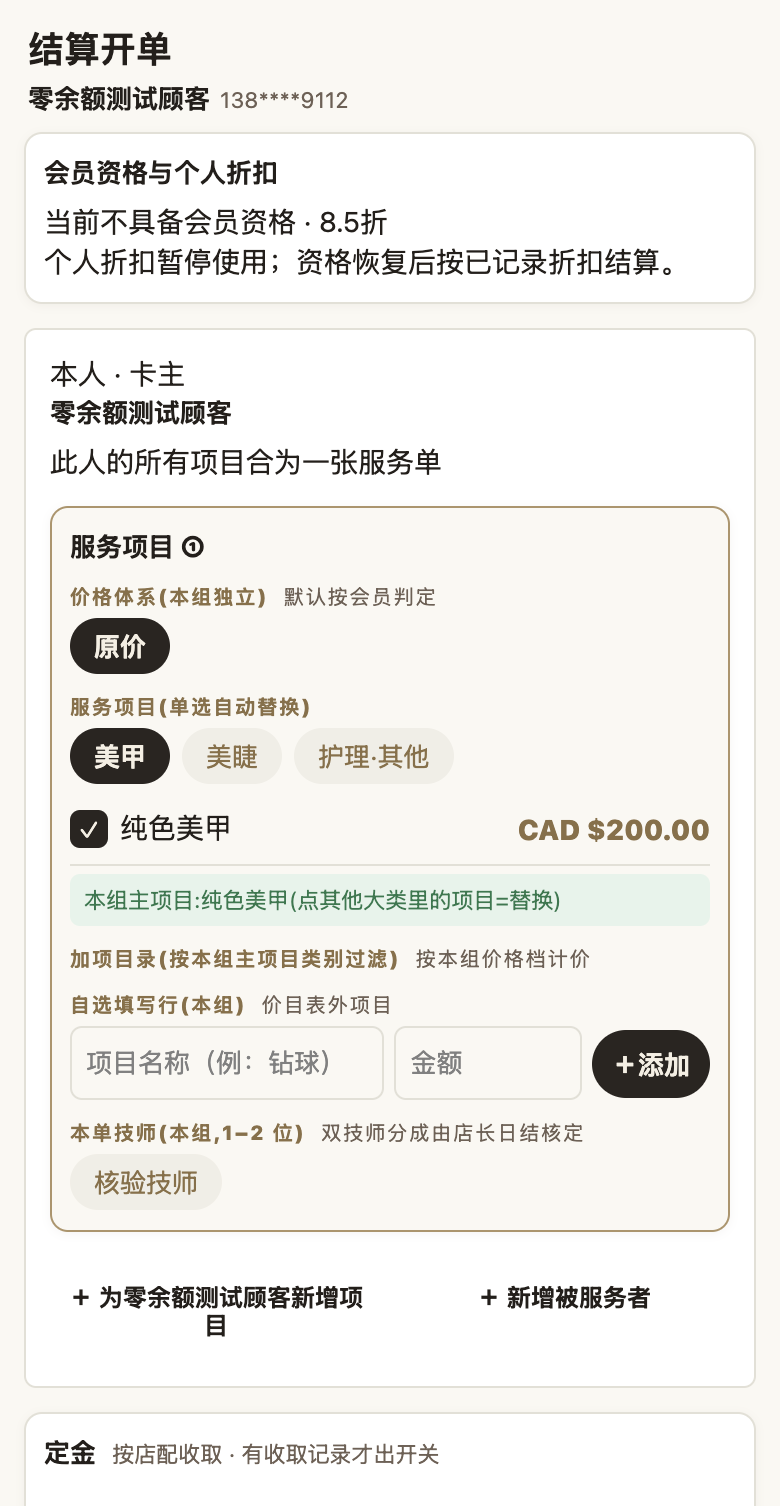 结算开单
零余额测试顾客 138****9112
会员资格与个人折扣
当前不具备会员资格 · 8.5折
个人折扣暂停使用；资格恢复后按已记录折扣结算。
本人 · 卡主
零余额测试顾客
此人的所有项目合为一张服务单
服务项目 ①
价格体系(本组独立) 默认按会员判定
原价
服务项目(单选自动替换)
美甲 美睫 护理·其他
纯色美甲 CAD $200.00
本组主项目:纯色美甲(点其他大类里的项目=替换)
加项目录(按本组主项目类别过滤) 按本组价格档计价
自选填写行(本组) 价目表外项目
项目名称（例：钻球） 金额 ＋添加
本单技师(本组,1–2 位) 双技师分成由店长日结核定
核验技师
＋ 为零余额测试顾客新增项
目
＋ 新增被服务者
定金 按店配收取 · 有收取记录才出开关